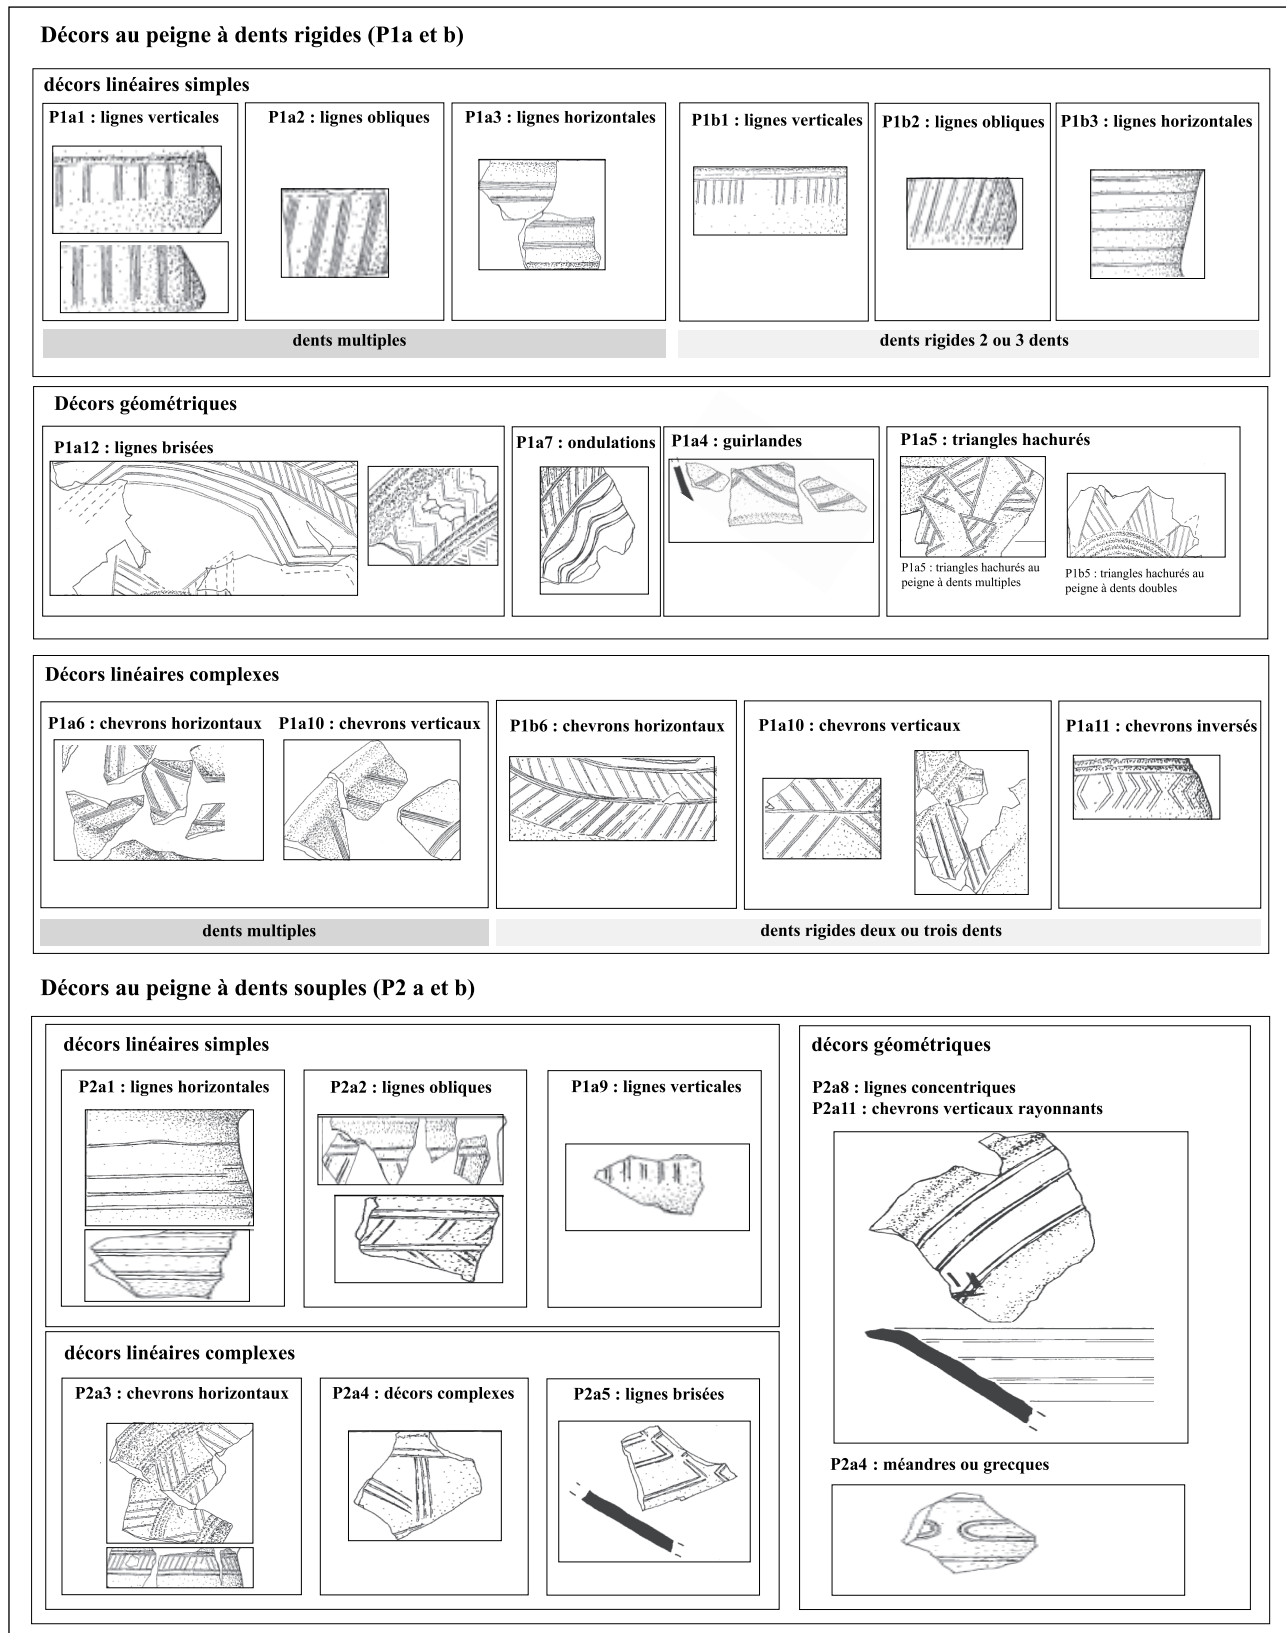 Décors au peigne à dents rigides (P1a et b)
décors linéaires simples
P1a1 : lignes verticales
P1a2 : lignes obliques
P1a3 : lignes horizontales
P1b1 : lignes verticales
P1b2 : lignes obliques
P1b3 : lignes horizontales
dents multiples
dents rigides 2 ou 3 dents
Décors géométriques
P1a12 : lignes brisées
P1a7 : ondulations
P1a4 : guirlandes
P1a5 : triangles hachurés
P1a5 : triangles hachurés au
peigne à dents multiples
P1b5 : triangles hachurés au
peigne à dents doubles
Décors linéaires complexes
P1a6 : chevrons horizontaux
P1a10 : chevrons verticaux
P1b6 : chevrons horizontaux
P1a10 : chevrons verticaux
P1a11 : chevrons inversés
dents multiples
dents rigides deux ou trois dents
Décors au peigne à dents souples (P2 a et b)
décors linéaires simples
P2a1 : lignes horizontales
P2a2 : lignes obliques
P1a9 : lignes verticales
décors géométriques
P2a8 : lignes concentriques
P2a11 : chevrons verticaux rayonnants
décors linéaires complexes
P2a3 : chevrons horizontaux
P2a4 : décors complexes
P2a5 : lignes brisées
P2a4 : méandres ou grecques